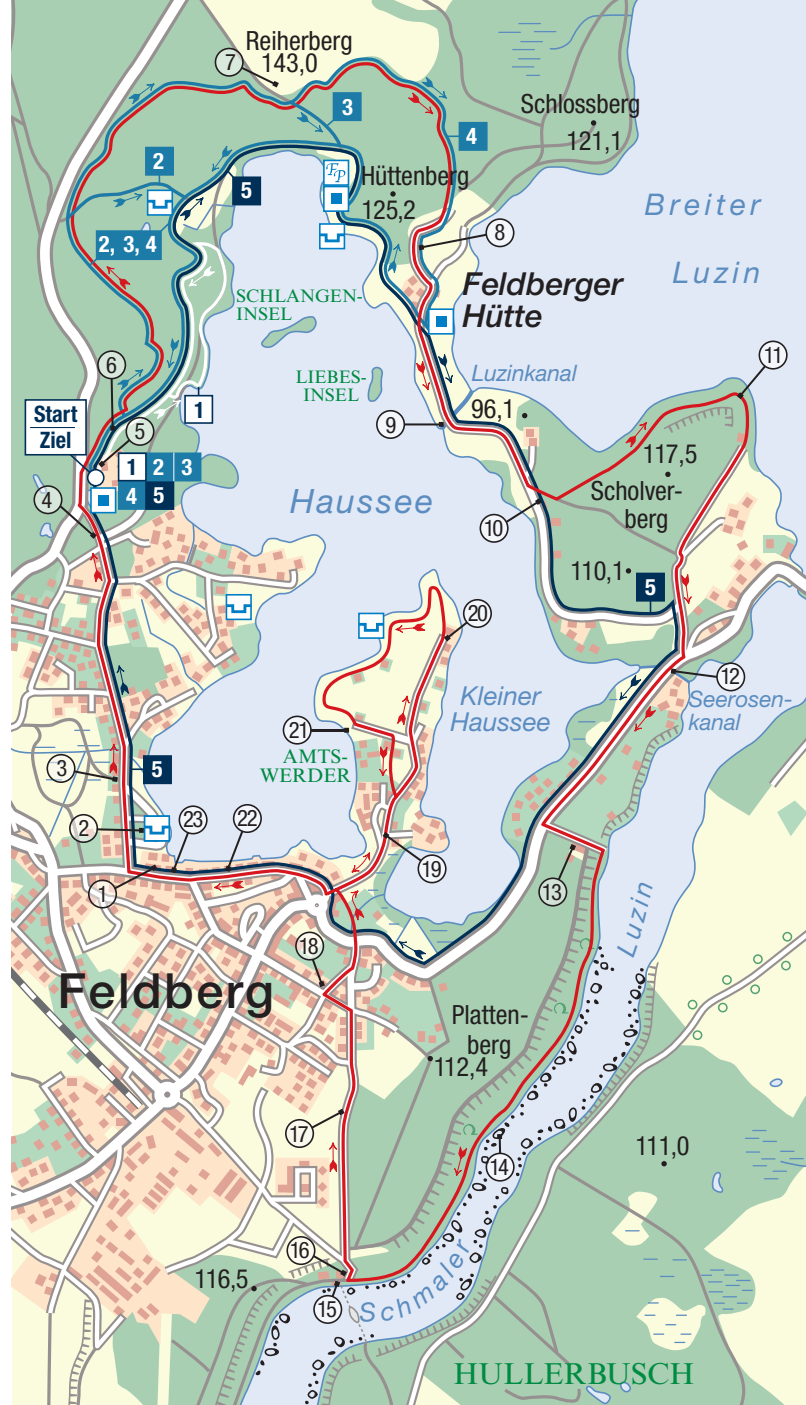 Reiherberg
143,0
7
3
Schlossberg
121,1
4
2
FP
Hüttenberg
125,2
5
Breiter
Luzin
8
2, 3, 4
Feldberger
Hütte
SCHLANGEN-
INSEL
6
LIEBES-
INSEL
Luzinkanal
11
1
96,1
Start
Ziel
5
9
117,5
Scholver-
berg
1 2 3
4 5
4
Haussee
10
110,1
5
20
12
Kleiner
Haussee
Seerosen-
kanal
21
AMTS-
WERDER
3
5
2
23
22
19
13
1
Luzin
18
Feldberg
Platten-
berg
112,4
17
14
111,0
16
116,5
15
Schmaler
HULLERBUSCH